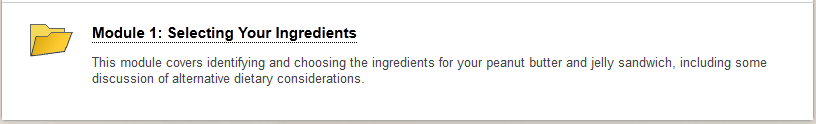 Module 1: Selecting Your Ingredients
This module covers identifying and choosing the ingredients for your peanut butter and jelly sandwich, including some
discussion of alternative dietary considerations.